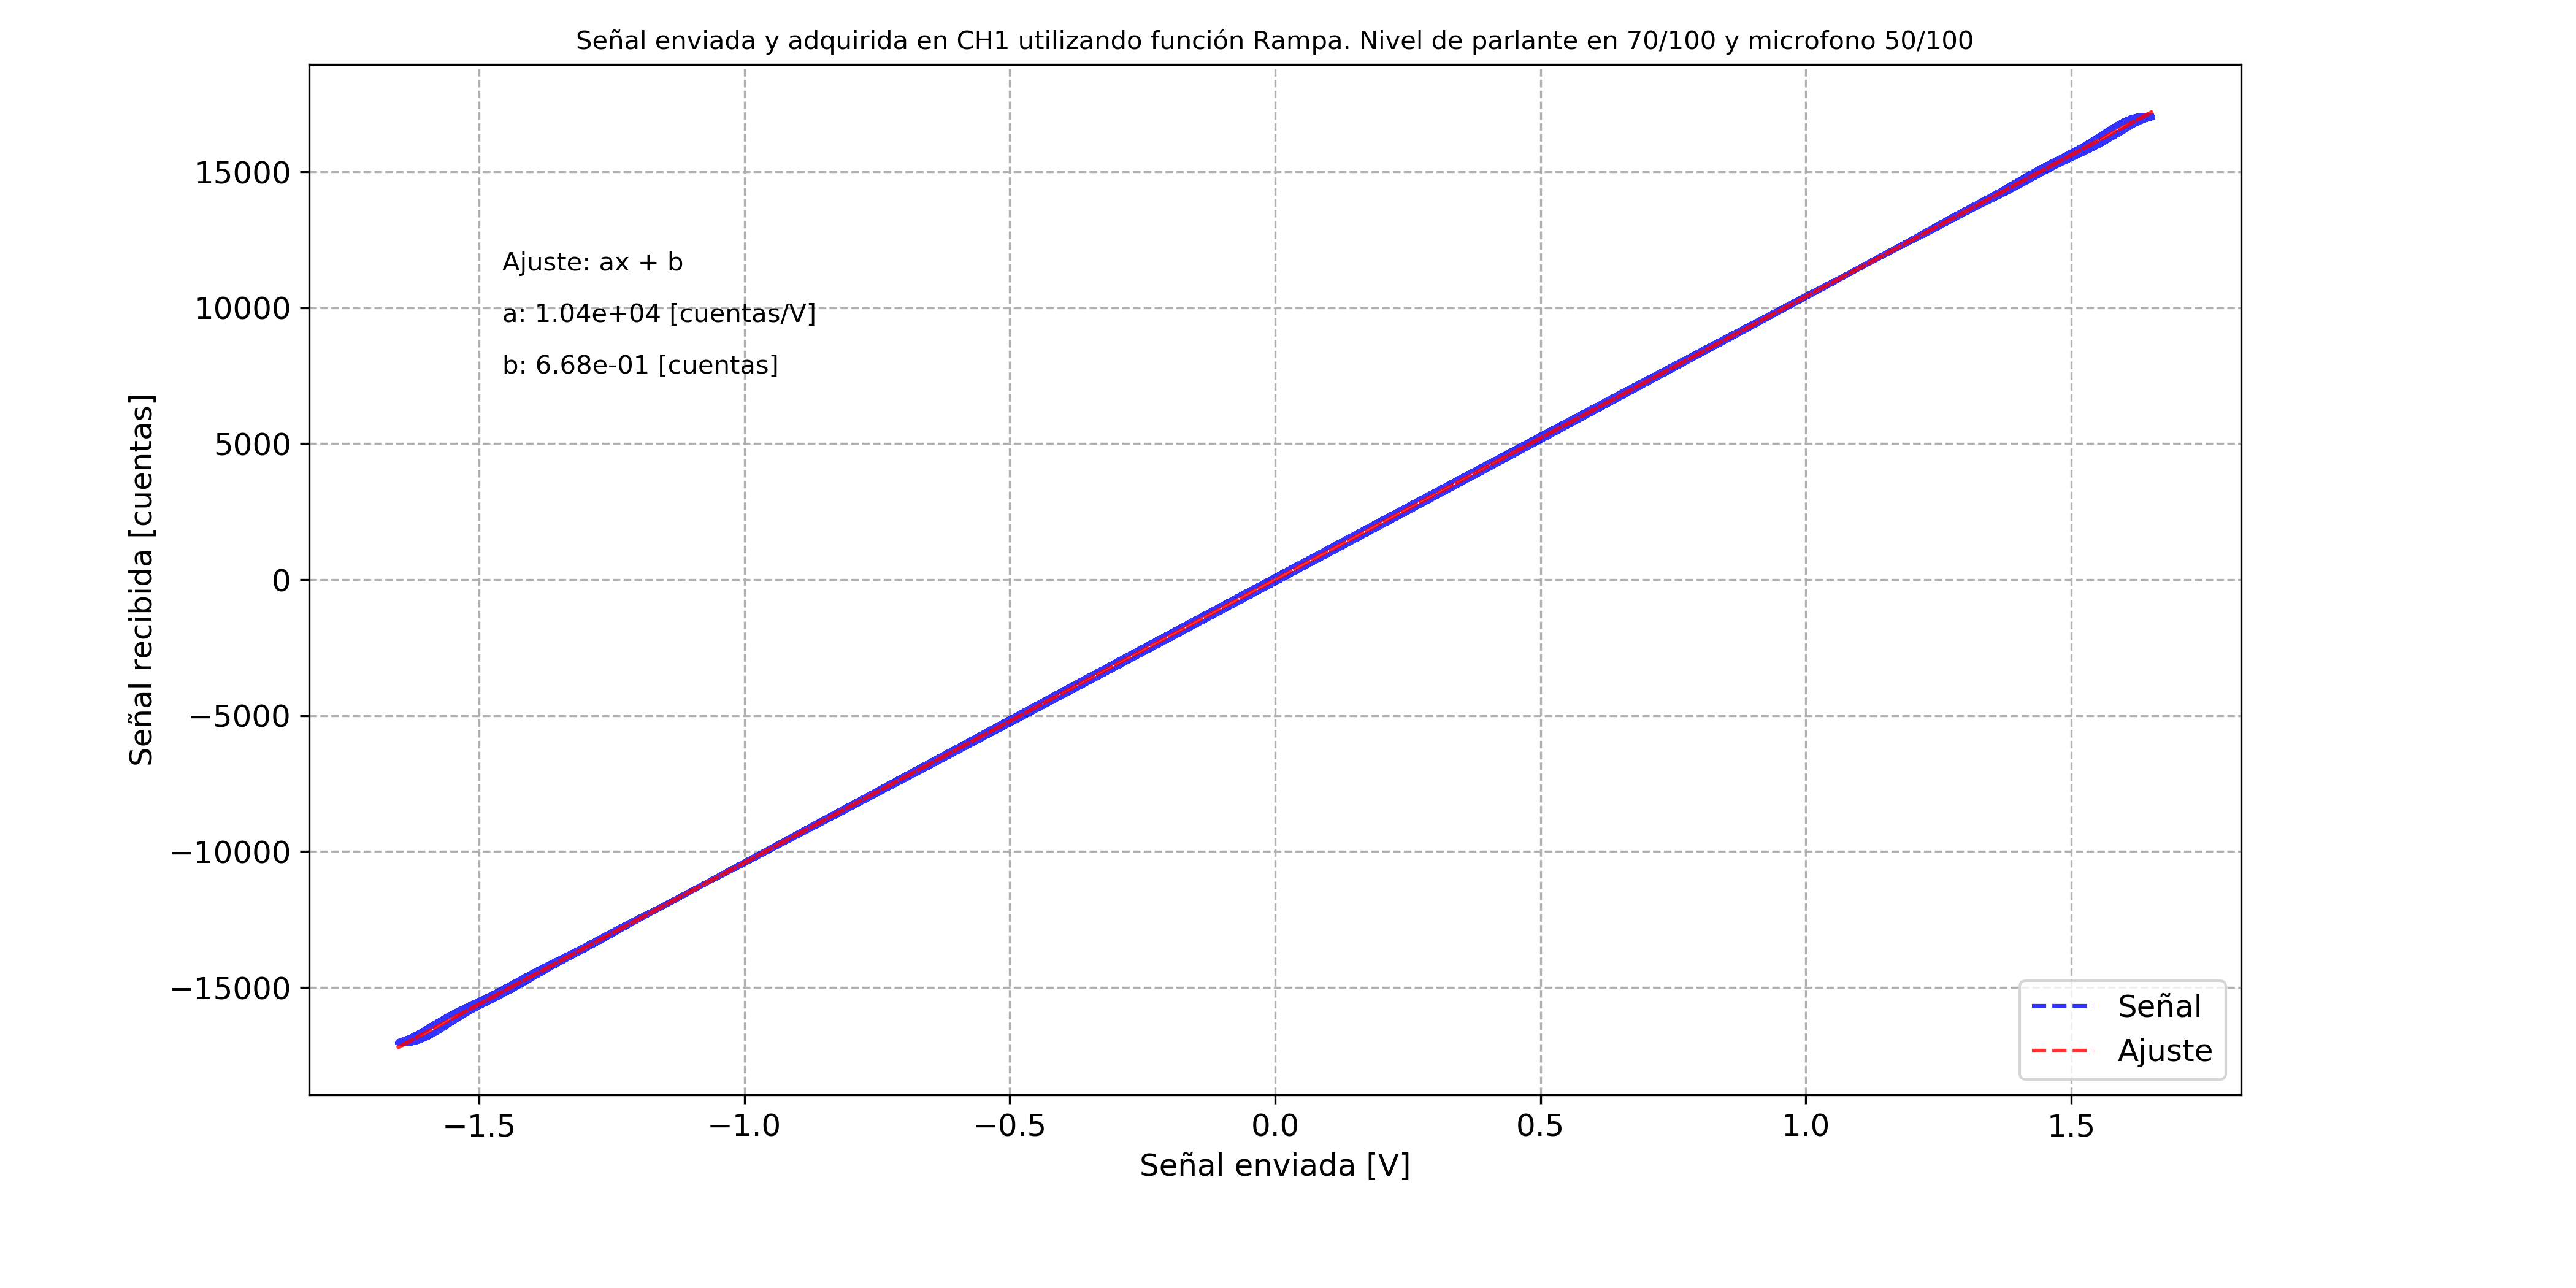 Señal enviada y adquirida en CH1 utilizando función Rampa. Nivel de parlante en 70/100 y microfono 50/100
Señal recibida [cuentas]
15000
10000
5000
0
−5000
−10000
−15000
Ajuste: ax + b
a: 1.04e+04 [cuentas/V]
b: 6.68e-01 [cuentas]
Señal
Ajuste
−1.5
−1.0
−0.5
0.0
0.5
1.0
1.5
Señal enviada [V]